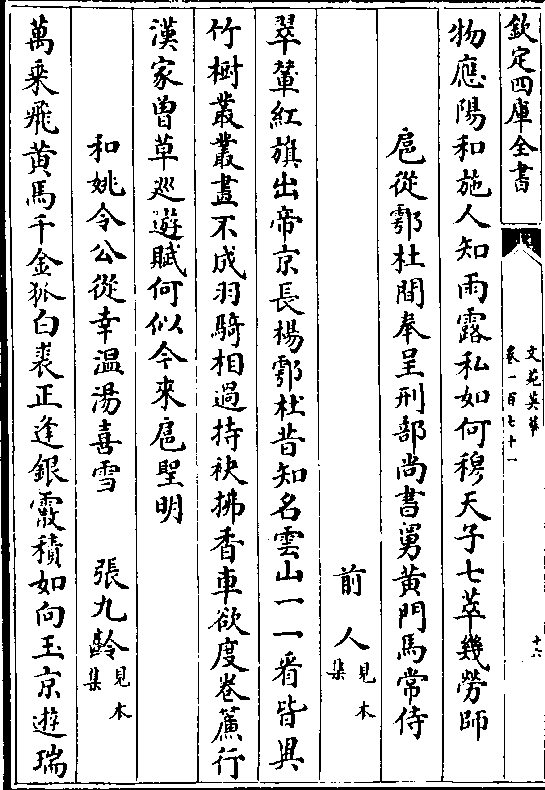 欽定四庫全書
文苑英華
卷一百七十一
十六
物應陽和施人知雨露私如何穆天子七萃幾勞師
扈從鄠杜間奉呈刑部尚書舅黄門馬常侍
前人見本集
翠輦紅旗出帝京長楊鄠杜昔知名雲山一一看皆異
竹樹叢叢畫不成羽騎相過持袂拂香車欲度卷簾行
漢家曾草巡遊賦何似今來扈聖明
和姚令公從幸温湯喜雪 張九齡見本集
萬乘飛黄馬千金狐白裘正逢銀霰積如向玉京遊瑞